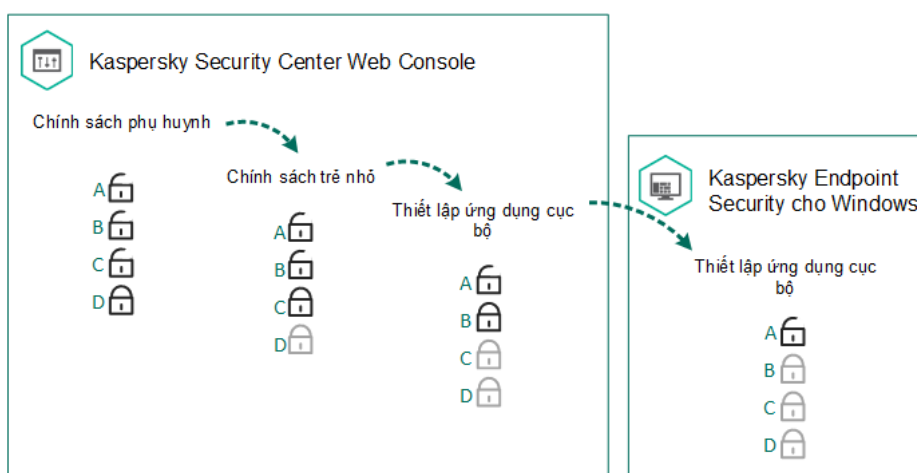 Kaspersky Security Center Web Console
Chính sách phụ huynh
A
B
C
D
Chính sách trẻ nhỏ
A
B
C
D
Thiết lập ứng dụng cục
bộ
A
B
C
D
Kaspersky Endpoint
Security cho Windows
Thiết lập ứng dụng cục
bộ
A
B
C
D